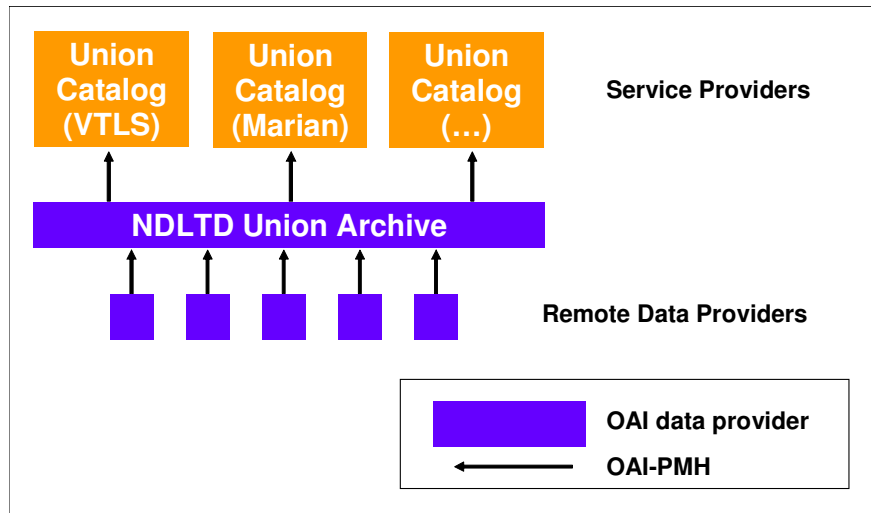 Union
Catalog
(VTLS)
Union
Catalog
(Marian)
Union
Catalog
(…)
Service Providers
NDLTD Union Archive
Remote Data Providers
OAI data provider
OAI-PMH